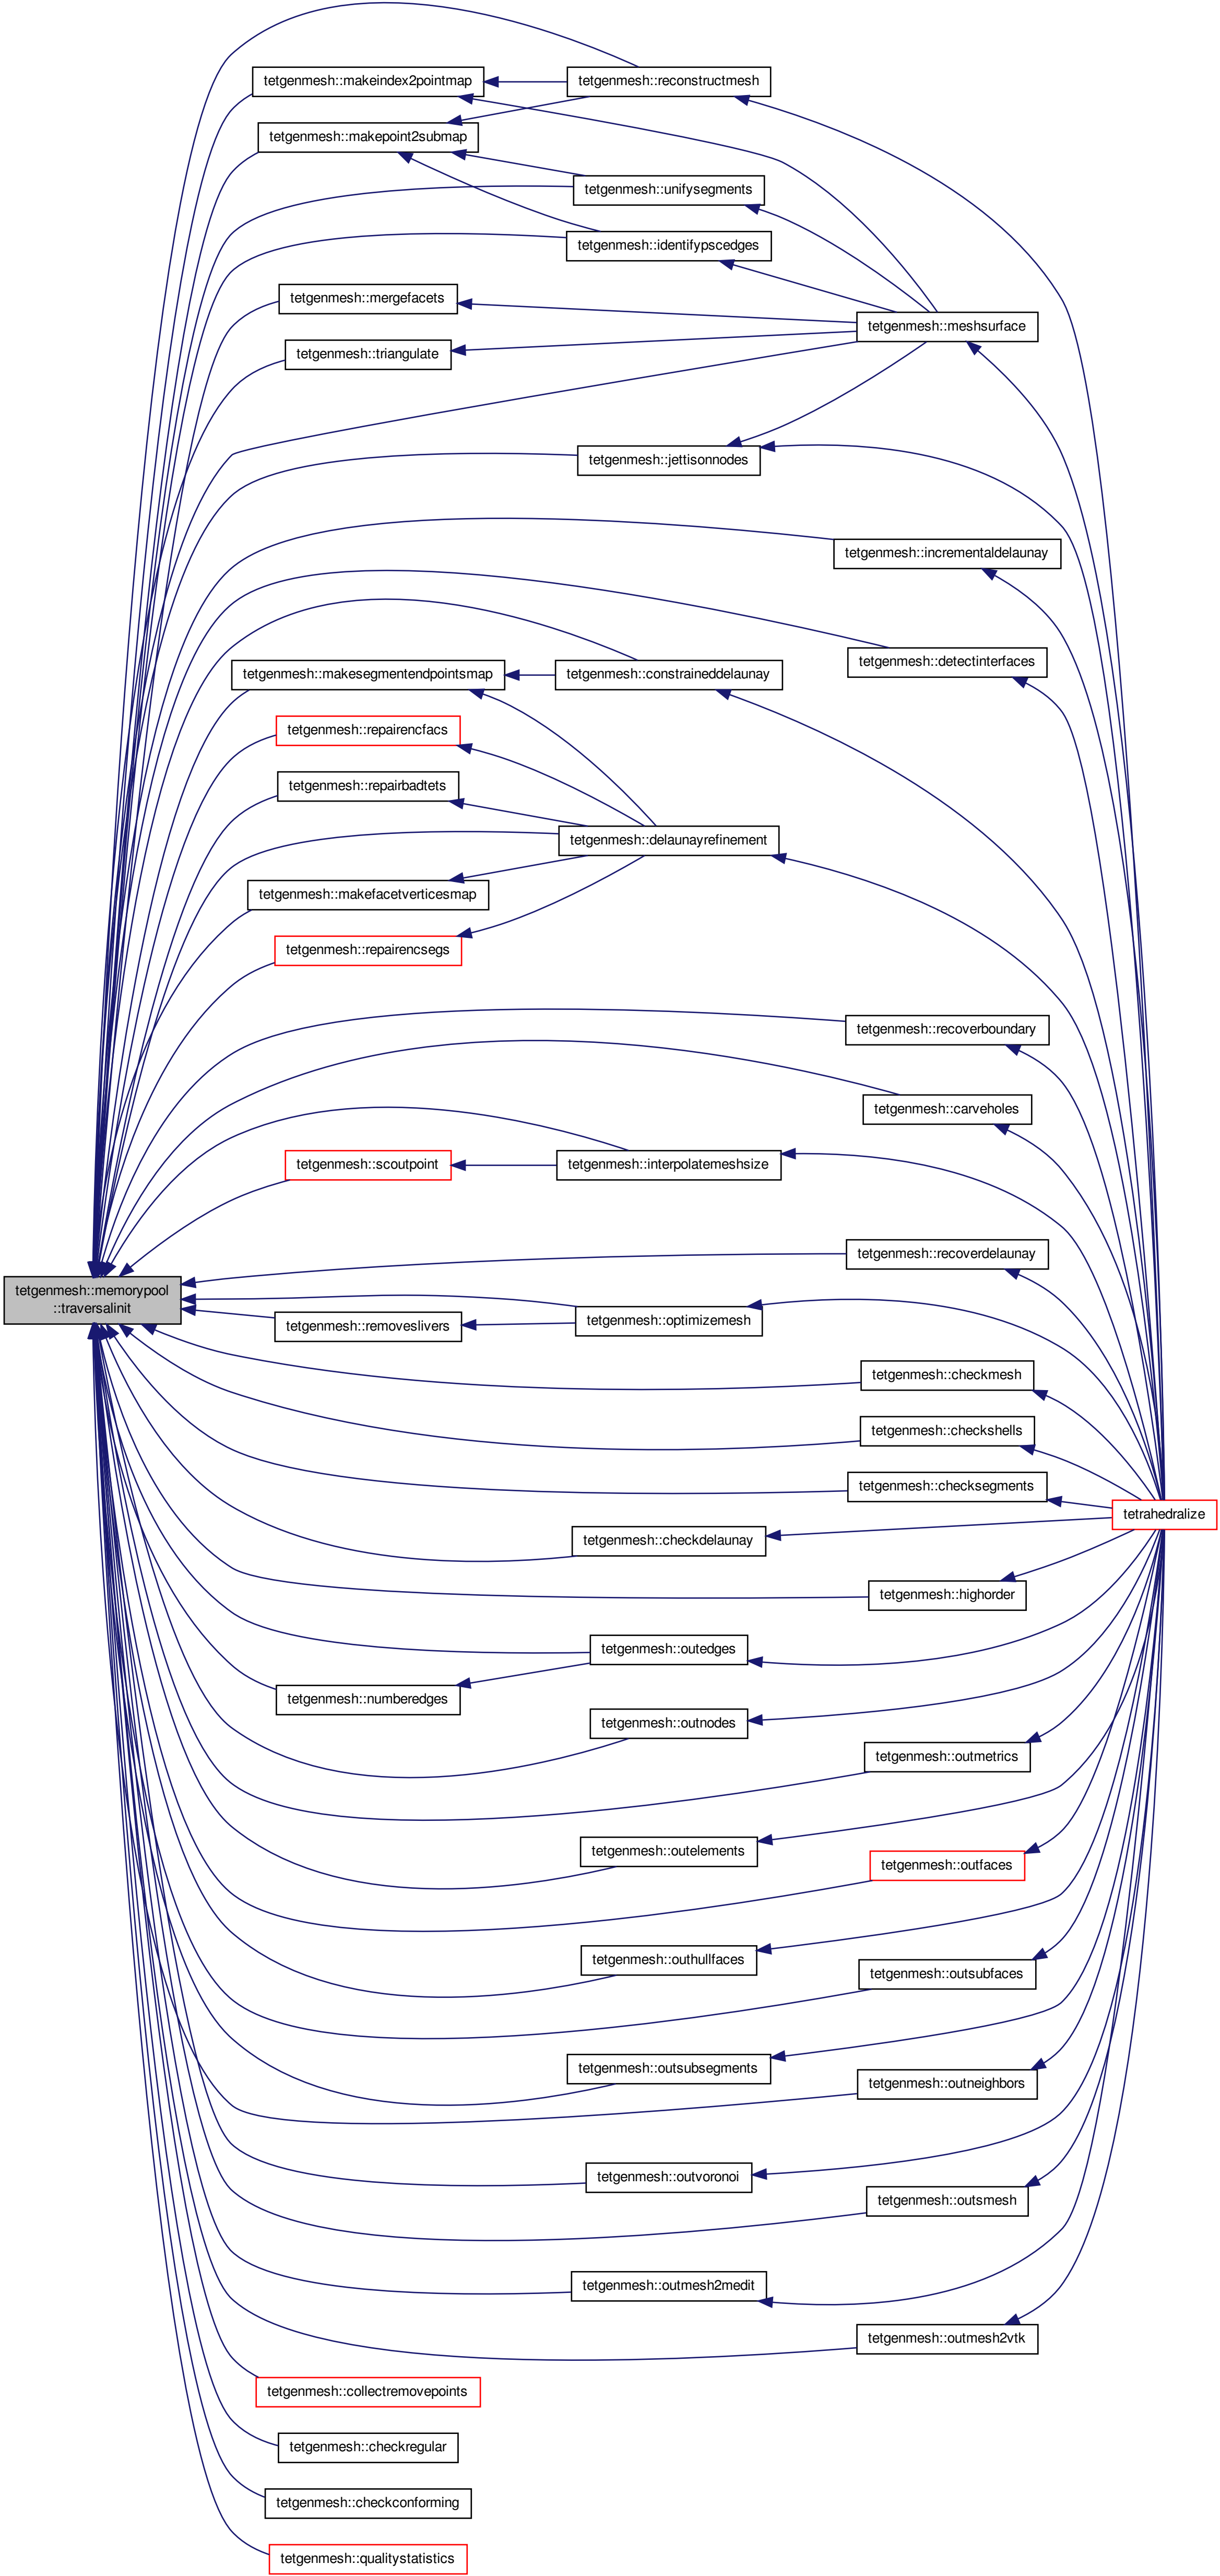 tetgenmesh::makeindex2pointmap
tetgenmesh::reconstructmesh
tetgenmesh::makepoint2submap
tetgenmesh::unifysegments
tetgenmesh::identifypscedges
tetgenmesh::mergefacets
tetgenmesh::meshsurface
tetgenmesh::triangulate
tetgenmesh::jettisonnodes
tetgenmesh::incrementaldelaunay
tetgenmesh::detectinterfaces
tetgenmesh::makesegmentendpointsmap
tetgenmesh::constraineddelaunay
tetgenmesh::repairencfacs
tetgenmesh::repairbadtets
tetgenmesh::delaunayrefinement
tetgenmesh::makefacetverticesmap
tetgenmesh::repairencsegs
tetgenmesh::recoverboundary
tetgenmesh::carveholes
tetgenmesh::scoutpoint
tetgenmesh::interpolatemeshsize
tetgenmesh::recoverdelaunay
tetgenmesh::memorypool
::traversalinit
tetgenmesh::optimizemesh
tetgenmesh::removeslivers
tetgenmesh::checkmesh
tetgenmesh::checkshells
tetgenmesh::checksegments
tetrahedralize
tetgenmesh::checkdelaunay
tetgenmesh::highorder
tetgenmesh::outedges
tetgenmesh::numberedges
tetgenmesh::outnodes
tetgenmesh::outmetrics
tetgenmesh::outelements
tetgenmesh::outfaces
tetgenmesh::outhullfaces
tetgenmesh::outsubfaces
tetgenmesh::outsubsegments
tetgenmesh::outneighbors
tetgenmesh::outvoronoi
tetgenmesh::outsmesh
tetgenmesh::outmesh2medit
tetgenmesh::outmesh2vtk
tetgenmesh::collectremovepoints
tetgenmesh::checkregular
tetgenmesh::checkconforming
tetgenmesh::qualitystatistics